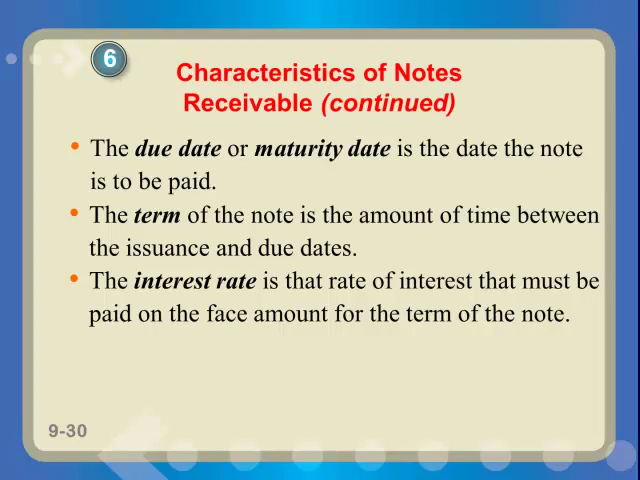 6
Characteristics of Notes
Receivable (continued)
• The due date or maturity date is the date the note
is to be paid.
• The term of the note is the amount of time between
the issuance and due dates.
• The interest rate is that rate of interest that must be
paid on the face amount for the term of the note.
9-30